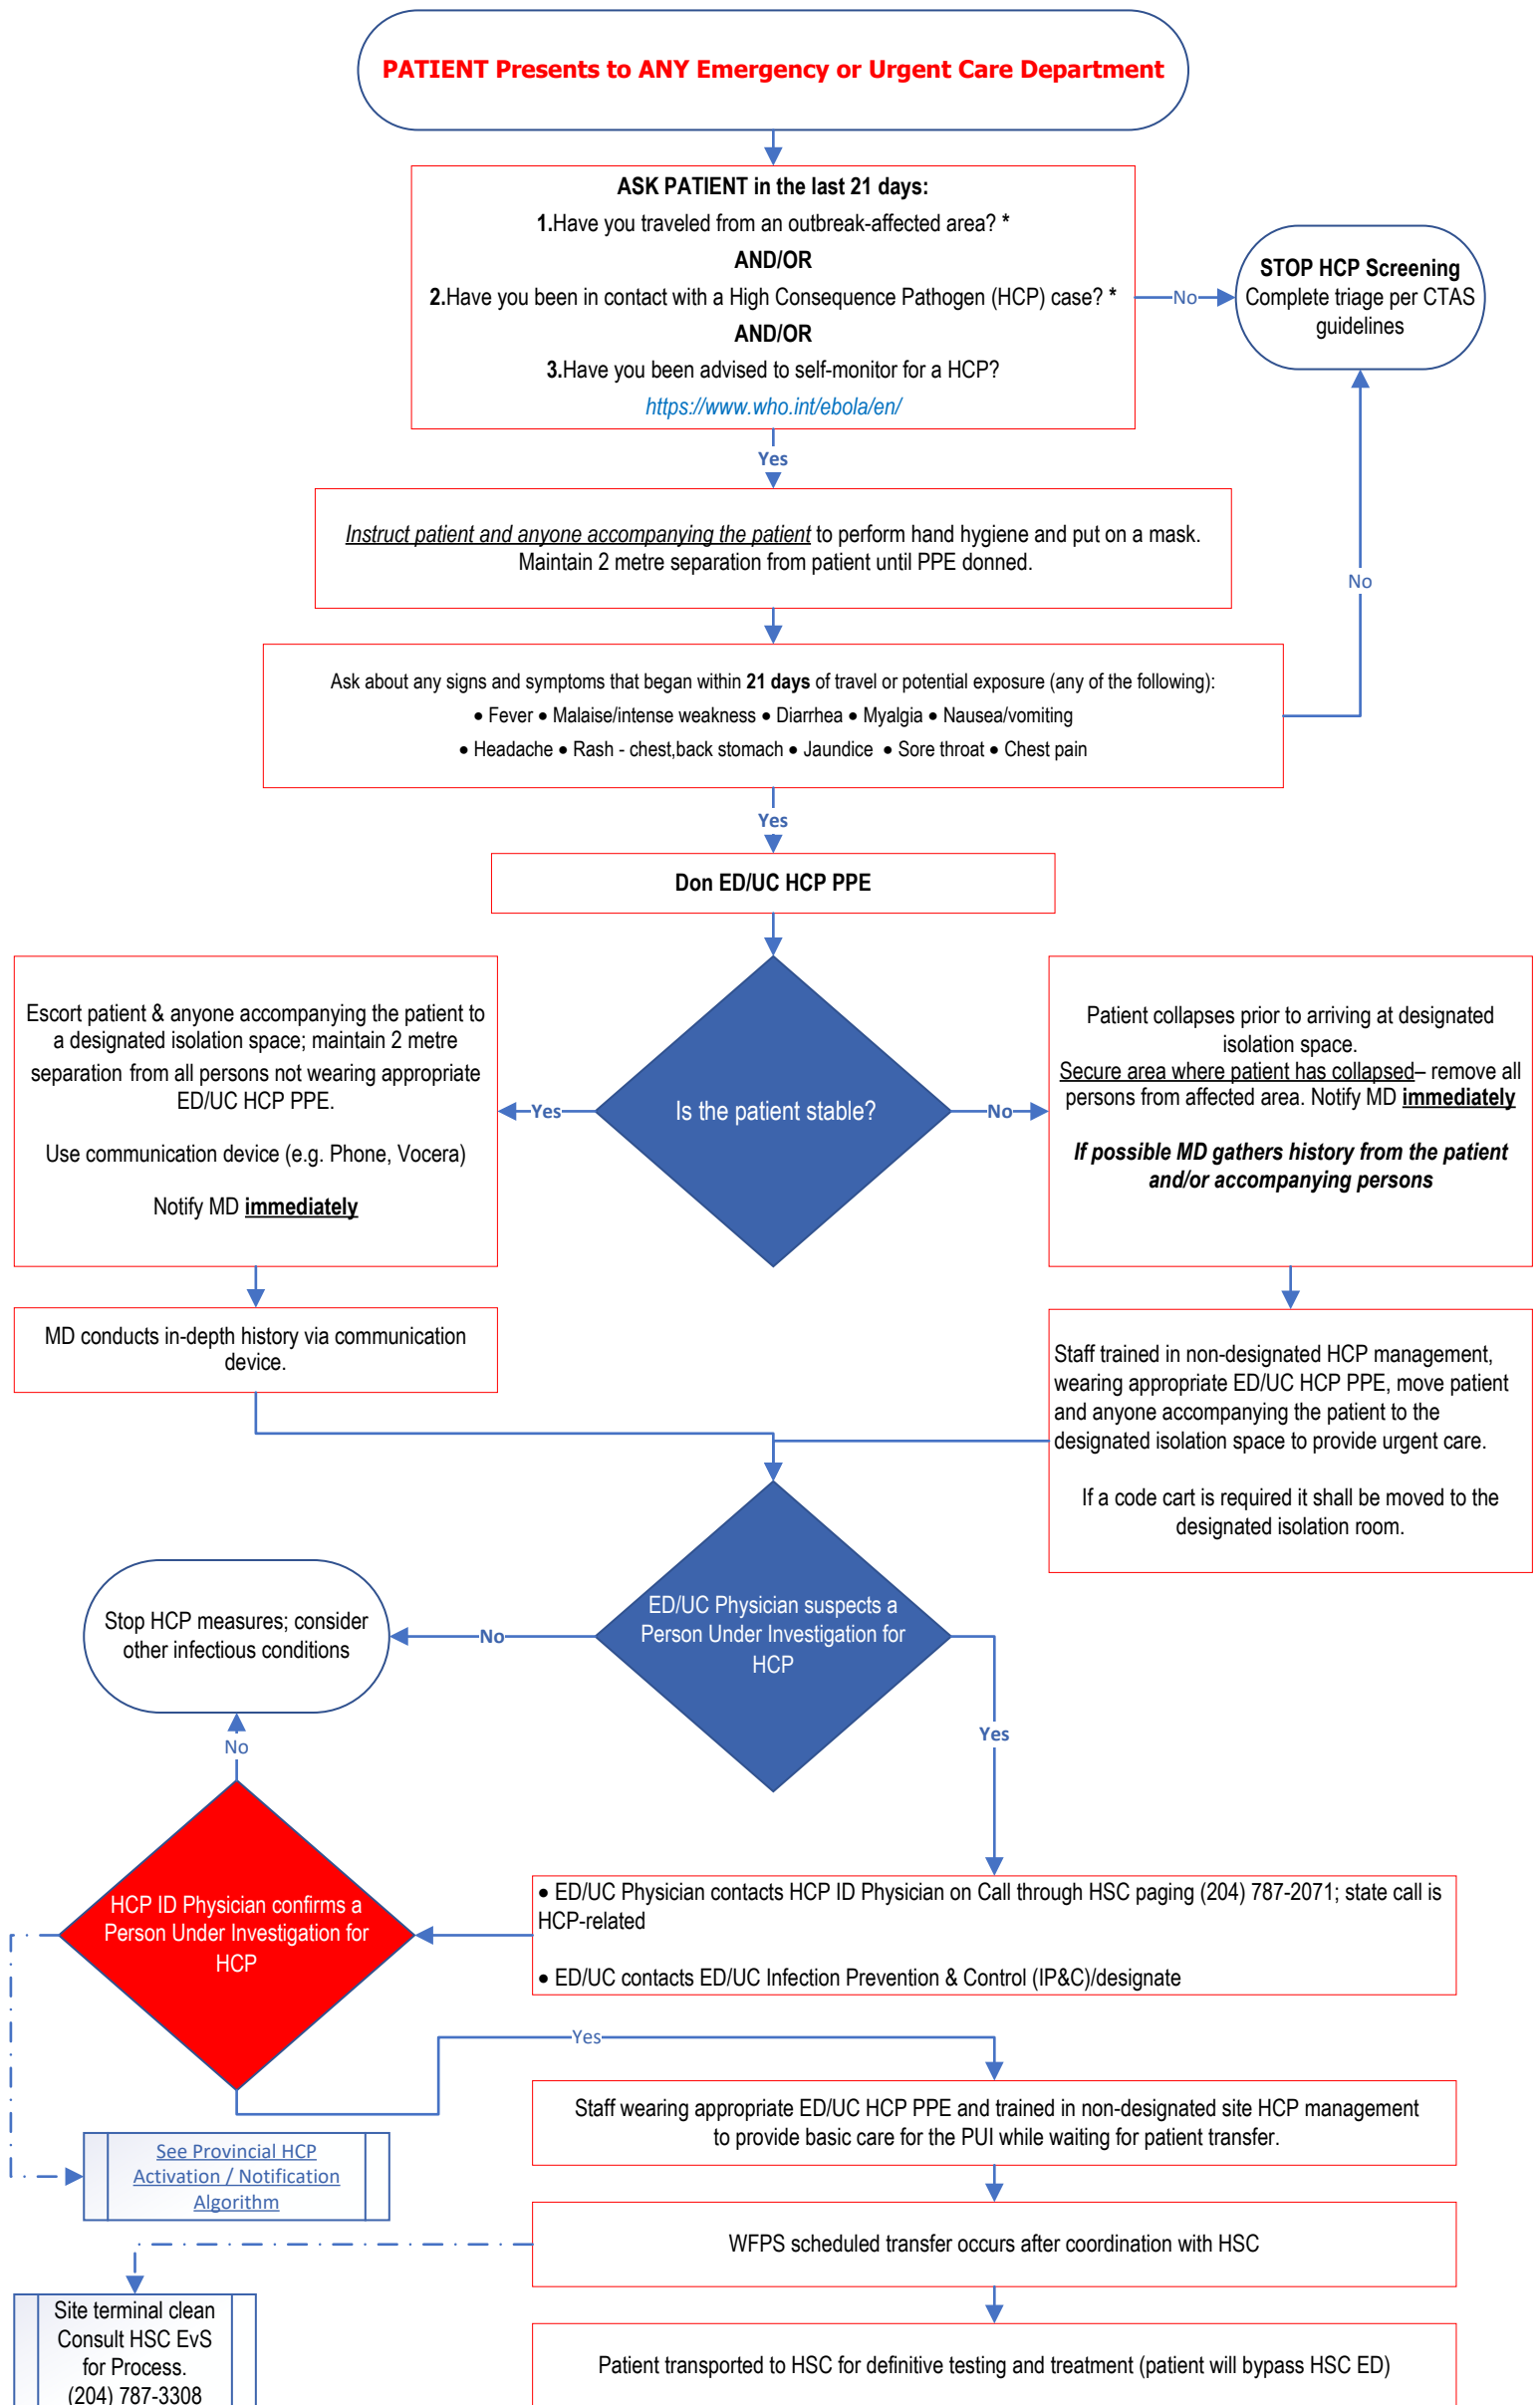 PATIENT Presents to ANY Emergency or Urgent Care Department
ASK PATIENT in the last 21 days:
1.Have you traveled from an outbreak-affected area? *
AND/OR
2.Have you been in contact with a High Consequence Pathogen (HCP) case? *
AND/OR
3.Have you been advised to self-monitor for a HCP?
https://www.who.int/ebola/en/
No
STOP HCP Screening
Complete triage per CTAS
guidelines
Yes
Instruct patient and anyone accompanying the patient to perform hand hygiene and put on a mask.
Maintain 2 metre separation from patient until PPE donned.
No
Ask about any signs and symptoms that began within 21 days of travel or potential exposure (any of the following):
• Fever • Malaise/intense weakness • Diarrhea • Myalgia • Nausea/vomiting
• Headache • Rash - chest,back stomach • Jaundice • Sore throat • Chest pain
Yes
Don ED/UC HCP PPE
Is the patient stable?
Yes
Escort patient & anyone accompanying the patient to
a designated isolation space; maintain 2 metre
separation from all persons not wearing appropriate
ED/UC HCP PPE.
Use communication device (e.g. Phone, Vocera)
Notify MD immediately
No
Patient collapses prior to arriving at designated
isolation space.
Secure area where patient has collapsed– remove all
persons from affected area. Notify MD immediately
If possible MD gathers history from the patient
and/or accompanying persons
MD conducts in-depth history via communication
device.
Staff trained in non-designated HCP management,
wearing appropriate ED/UC HCP PPE, move patient
and anyone accompanying the patient to the
designated isolation space to provide urgent care.
If a code cart is required it shall be moved to the
designated isolation room.
ED/UC Physician suspects a
Person Under Investigation for
HCP
No
Stop HCP measures; consider
other infectious conditions
Yes
No
HCP ID Physician confirms a
Person Under Investigation for
HCP
• ED/UC Physician contacts HCP ID Physician on Call through HSC paging (204) 787-2071; state call is
HCP-related
• ED/UC contacts ED/UC Infection Prevention & Control (IP&C)/designate
Yes
Staff wearing appropriate ED/UC HCP PPE and trained in non-designated site HCP management
to provide basic care for the PUI while waiting for patient transfer.
See Provincial HCP
Activation / Notification
Algorithm
WFPS scheduled transfer occurs after coordination with HSC
Site terminal clean
Consult HSC EvS
for Process.
(204) 787-3308
Patient transported to HSC for definitive testing and treatment (patient will bypass HSC ED)